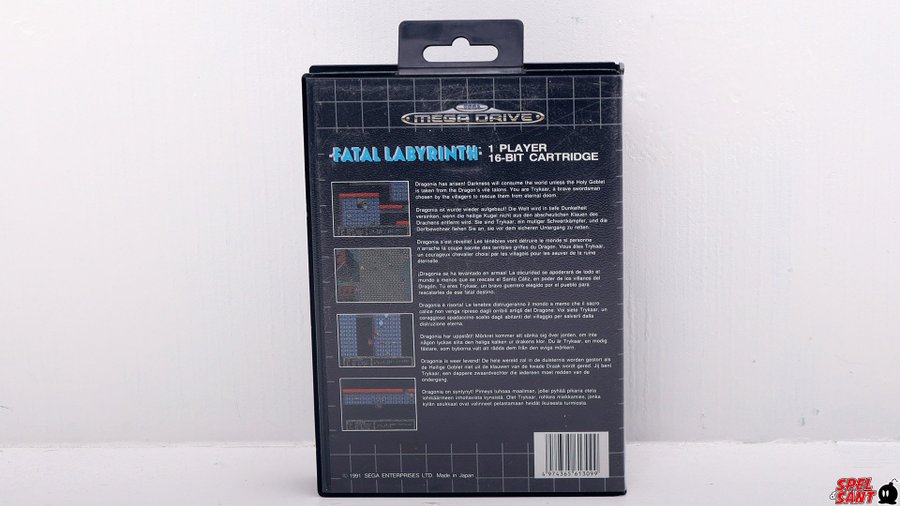 SEGA
MEGA DRIVE
FATAL LABYRINTH
1 PLAYER
16-BIT CARTRIDGE
Dragonia has arisen! Darkness will consume the world unless the Holy Goblet
is taken from the Dragon's vile talons. You are Trykaar, a brave swordsman
chosen by the villagers to rescue them from eternal doom.
Dragonia ist wurde wieder aufgebaut! Die Welt wird in tiefe Dunkelheit
versinken, wenn die heilige Kugel nicht aus den abscheulichen Klauen des
Drachens entfernt wird. Sie sind Trykaar, ein mutiger Schwertkämpfer, und die
Dorfbewohner flehen Sie an, sie vor dem sicheren Untergang zu retten.
Dragonia s'est réveillé! Les ténèbres vont détruire le monde si personne
n'arrache la coupe sacrée des terribles griffes du Dragon. Vous êtes Trykaar,
un courageux chevalier choisi par les villagois pour les sauver de la ruine
éternelle.
¡Dragonia se ha levantado en armas! La oscuridad se apoderará de todo el
mundo a menos que se rescate el Santo Cáliz, en poder de los villanos del
Dragón. Tú eres Trykaar, un bravo guerrero elegido por el pueblo para
rescatarles de ese fatal destino.
Dragonia è risorta! Le tenebre distrugeranno il mondo a meno che il sacro
calice non venga ripreso dagli orribili artigli del Dragone. Voi siete Trykaar, un
coraggioso spadaccino scelto dagli abitanti del villaggio per salvarli dalla
distruzione eterna.
Dragonia har uppstått! Mörkret kommer att sänka sig över jorden, om inte
någon lyckas slita den heliga kalken ur drakens klor. Du är Trykaar, en modig
fäktare, som byborna valt att rädda dem från den eviga mörkern
Dragonia is weer levend! De hele wereld zal in de duisternis worden gestort als
de Heilige Goblet niet uit de klauwen van de kwade Draak wordt gered. Jij bent
Trykaar, een dappere zwaardvechter die iedereen moet redden van de
ondergang.
Dragonia on syntynyt! Pimeys tuhoaa maailman, jollei pyhää pikaria oteta
lohikäärmeen inhottavista kynsistä. Olet Trykaar, rohkea miekkamies, jonka
kylän asukkaat ovat valinneet pelastamaan heidät ikuisesta turmiosta.
© 1991 SEGA ENTERPRISES LTD. Made in Japan
4 974365 613099
SPEL
SANT